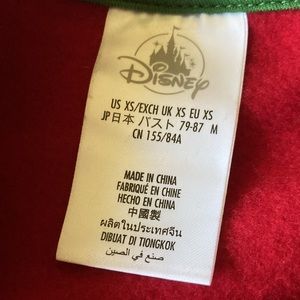 Disney
US XS/EXCH UK XS EU XS
JP日本 バスト 79-87 M
CN 155/84A
MADE IN CHINA
FABRIQUÉ EN CHINE
HECHO EN CHINA
中國製
ผลิตในประเทศจีน
DIBUAT DI TIONGKOK
صنع في الصين